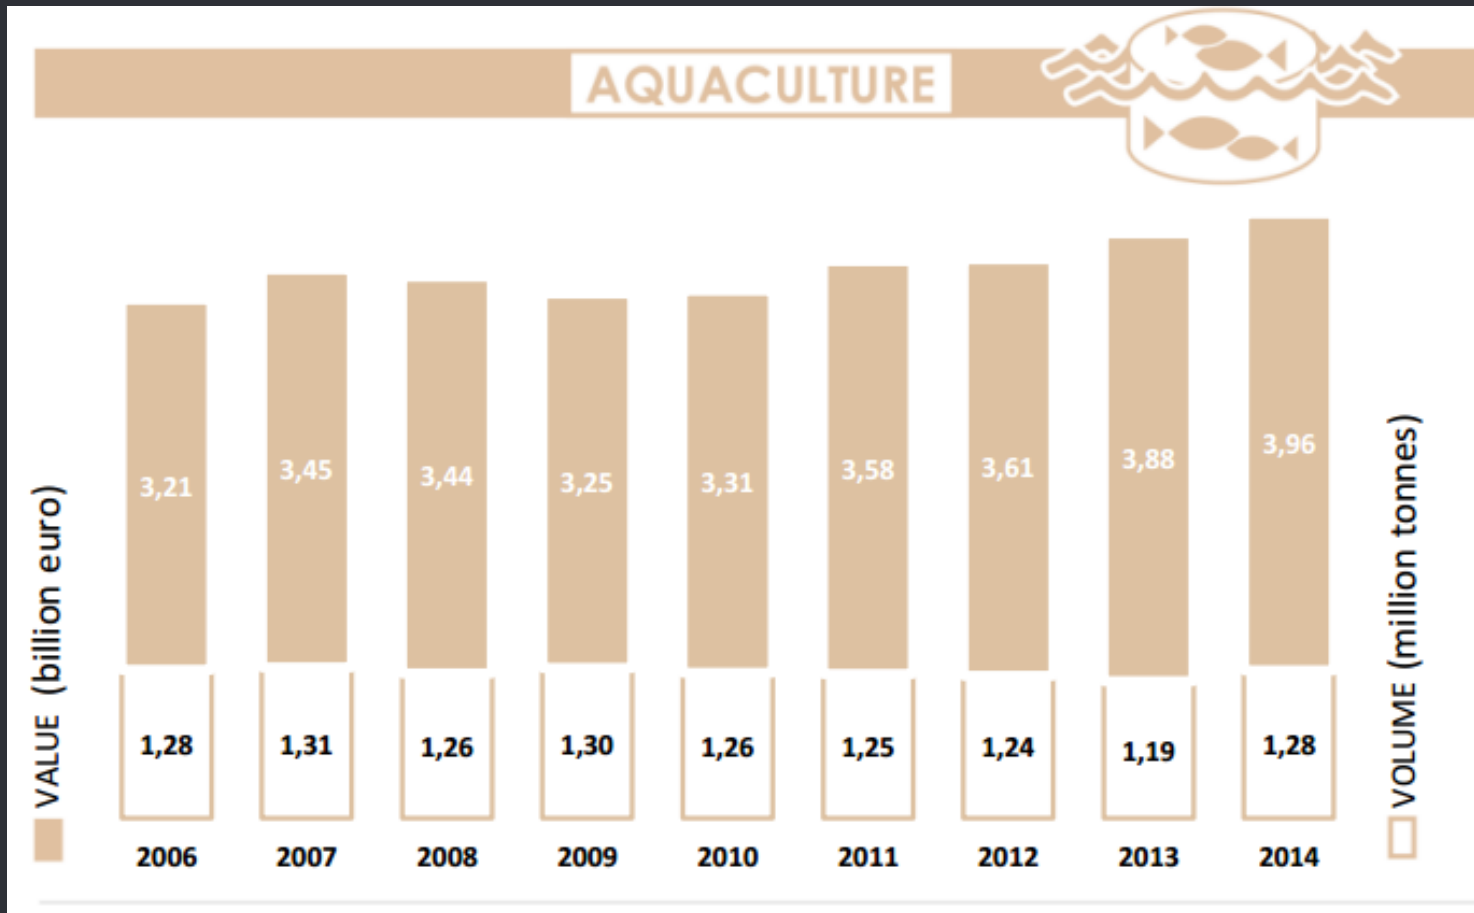 AQUACULTURE
VALUE (billion euro)
3,21 3,45 3,44 3,25 3,31 3,58 3,61 3,88 3,96
1,28 1,31 1,26 1,30 1,26 1,25 1,24 1,19 1,28
2006 2007 2008 2009 2010 2011 2012 2013 2014
VOLUME (million tonnes)